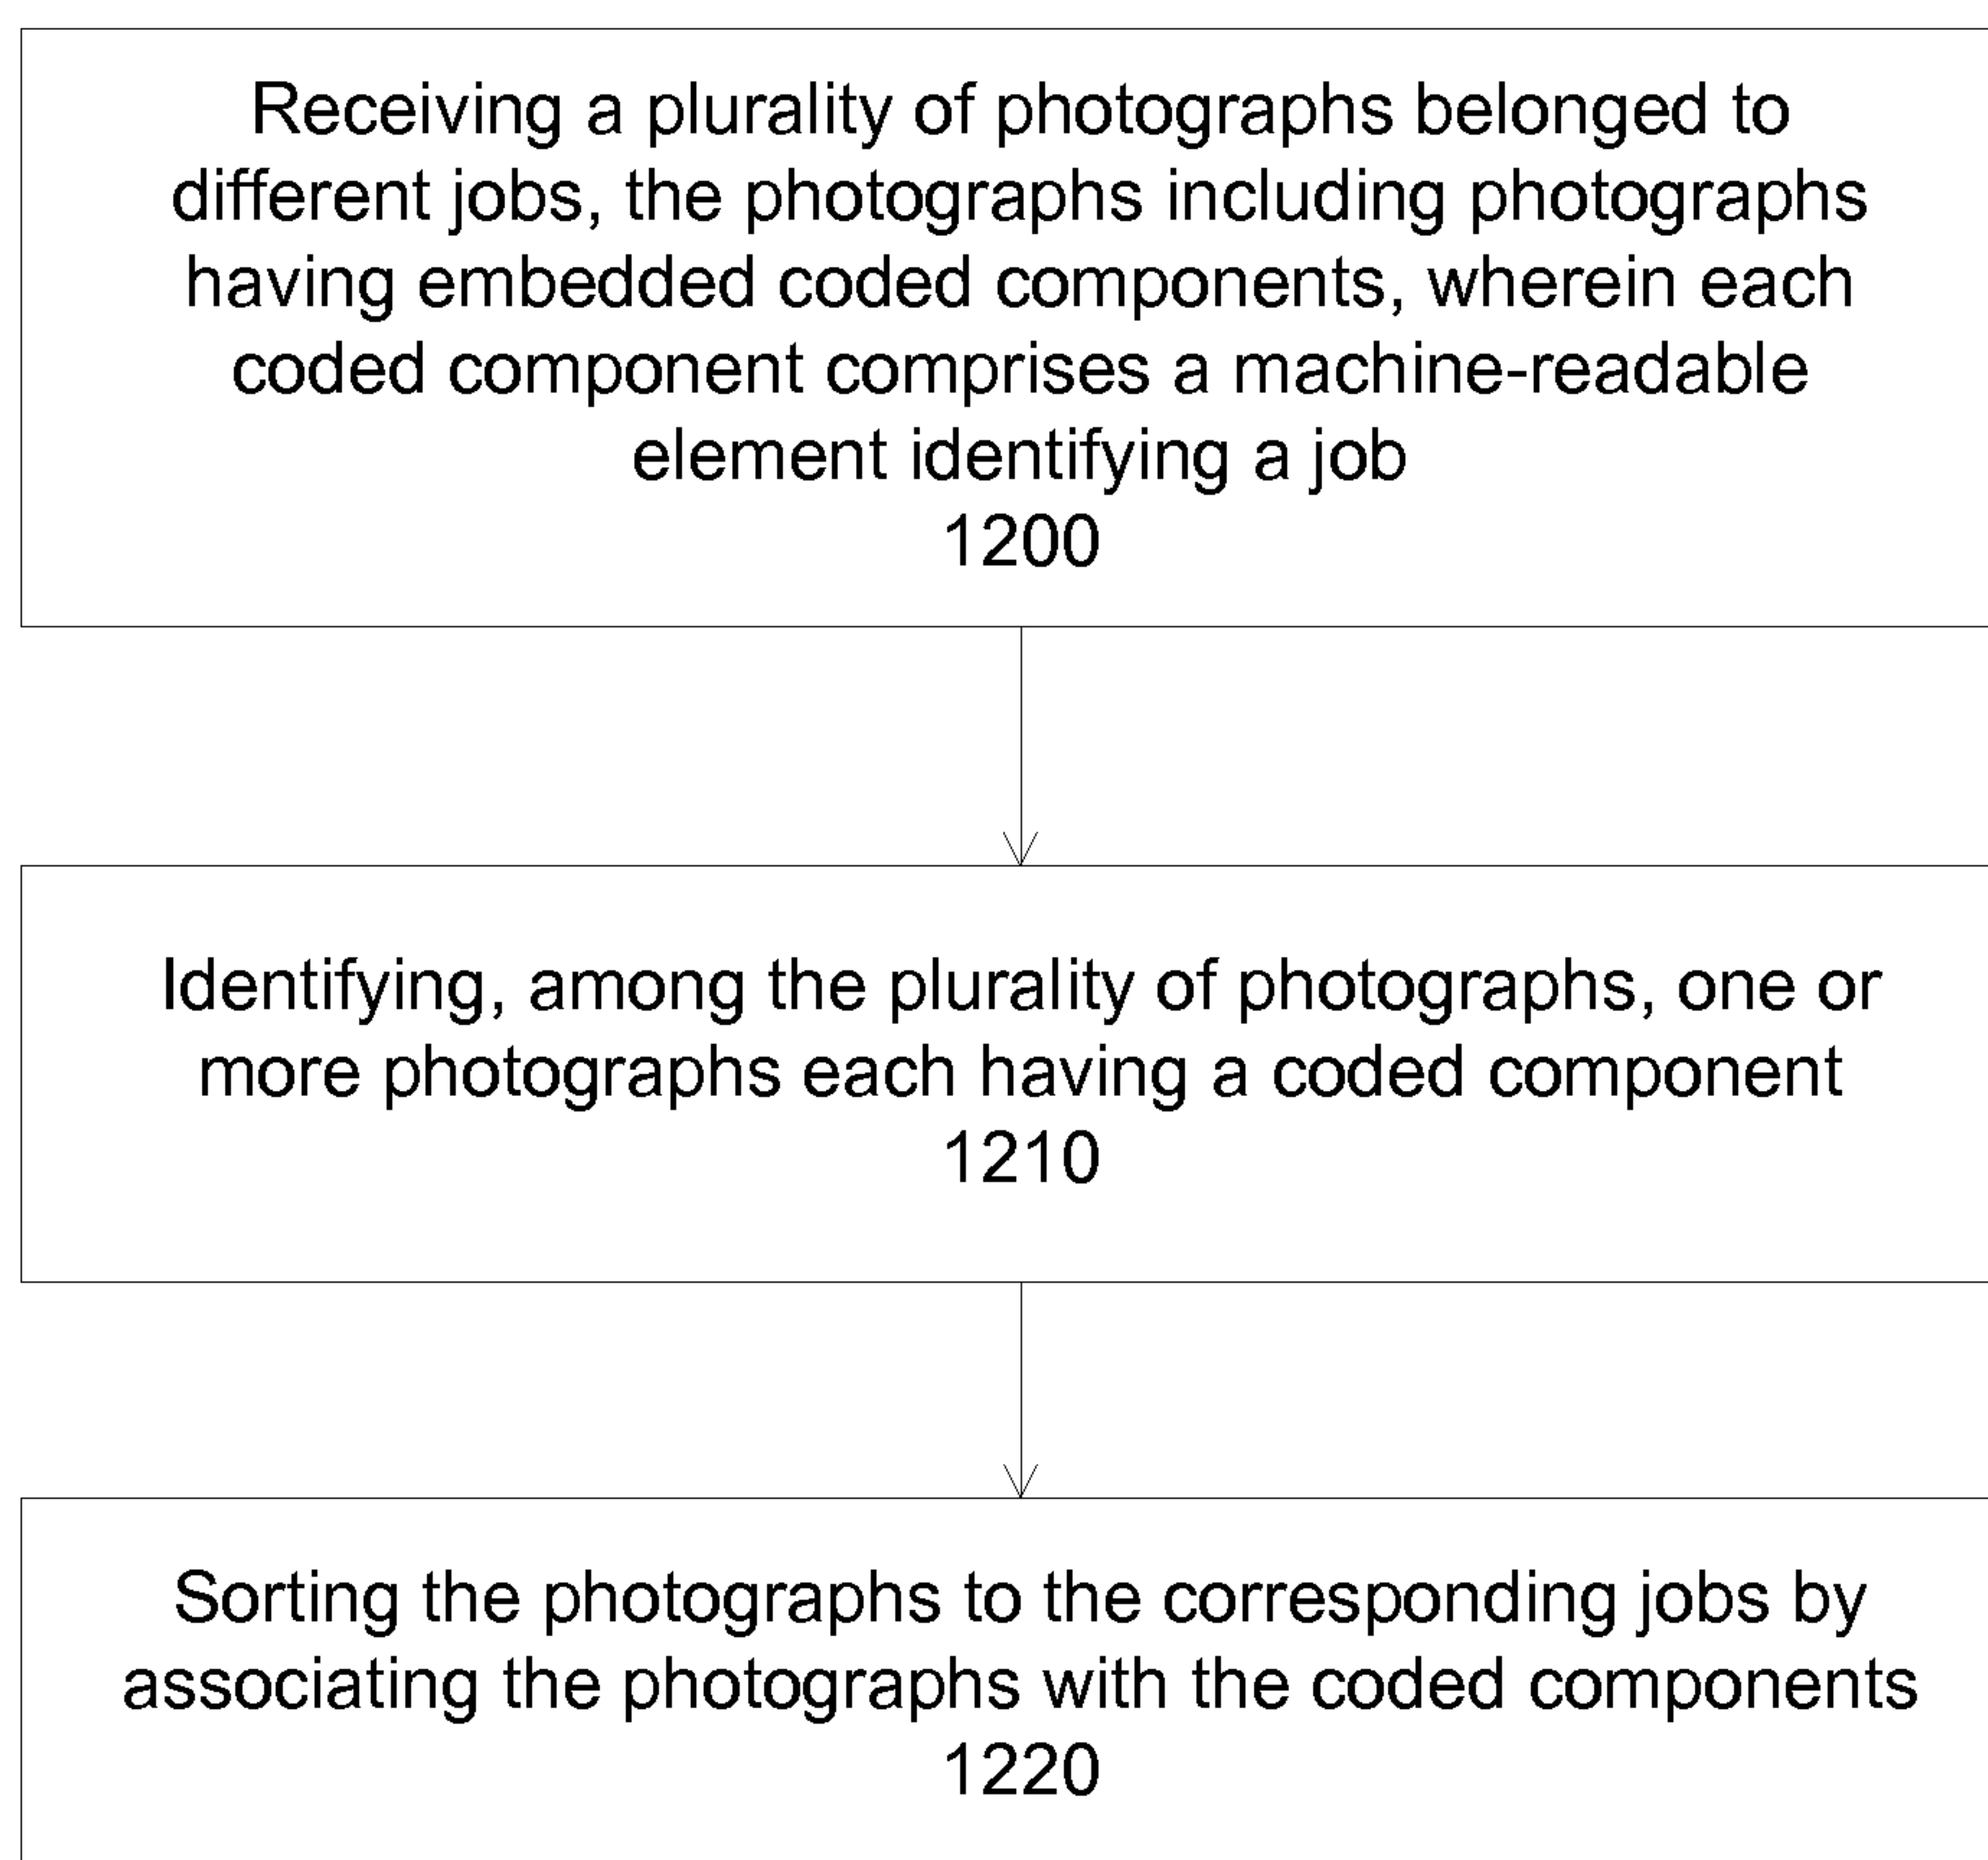 Receiving a plurality of photographs belonged to
different jobs, the photographs including photographs
having embedded coded components, wherein each
coded component comprises a machine-readable
element identifying a job
1200
Identifying, among the plurality of photographs, one or
more photographs each having a coded component
1210
Sorting the photographs to the corresponding jobs by
associating the photographs with the coded components
1220